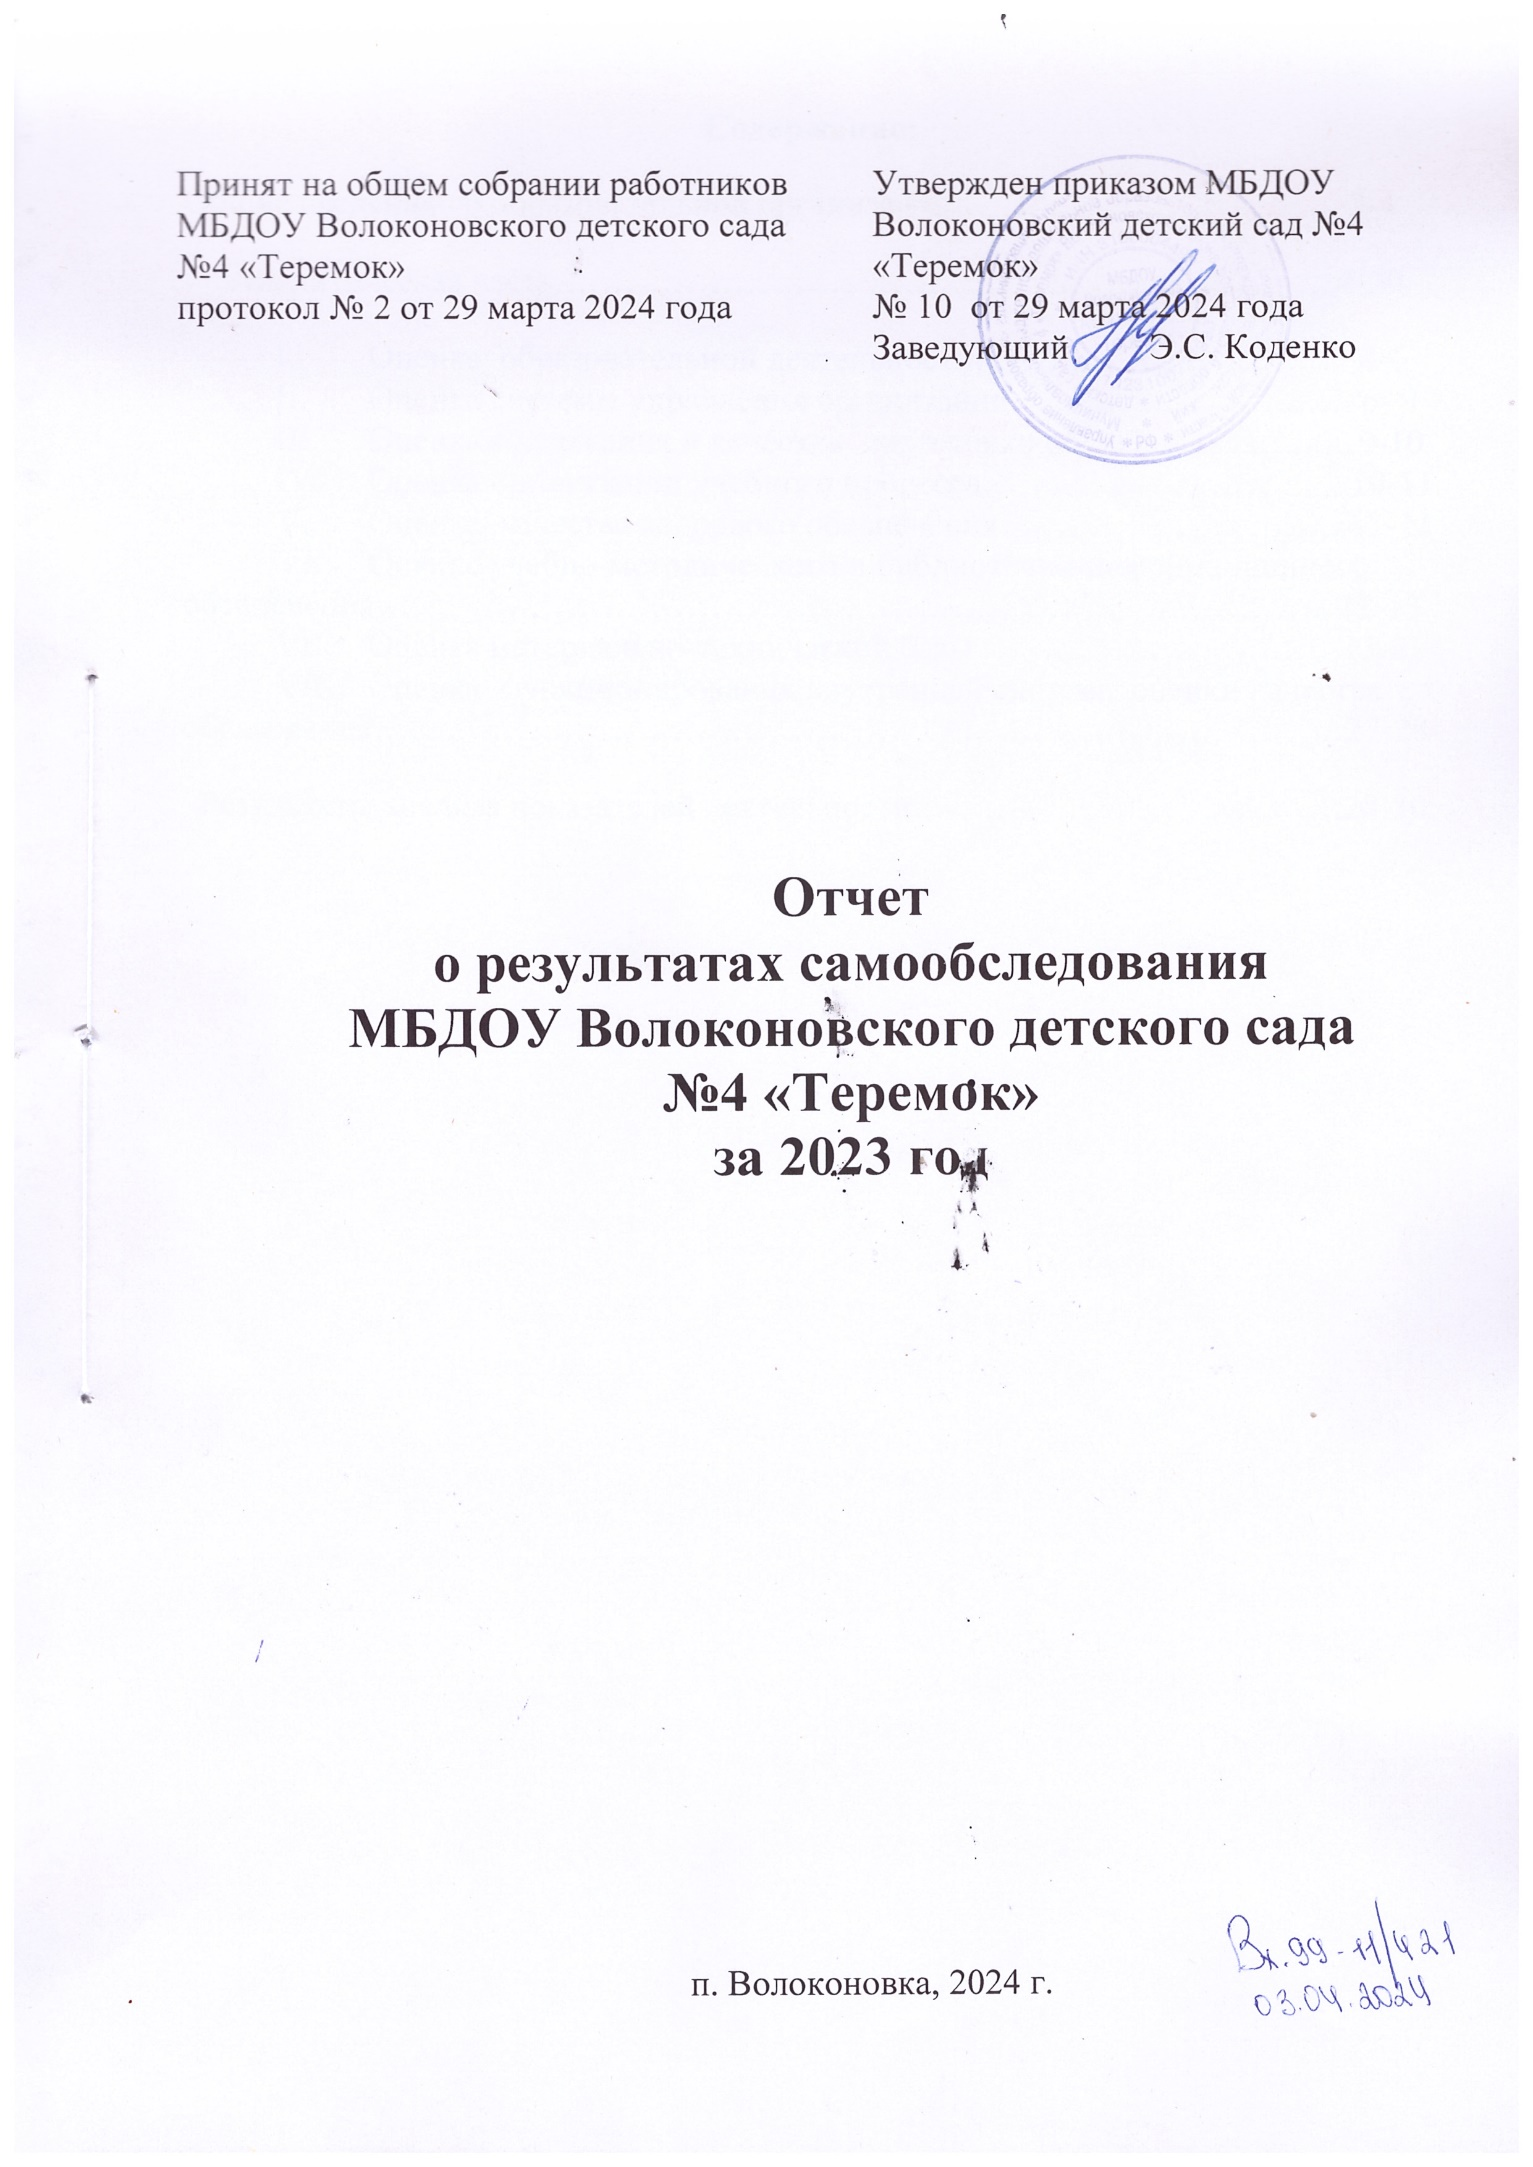 Принят на общем собрании работников
МБДОУ Волоконовского детского сада
№4 «Теремок»
протокол № 2 от 29 марта 2024 года
Утвержден приказом МБДОУ
Волоконовский детский сад №4
«Теремок»
№ 10 от 29 марта 2024 года
Заведующий Э.С. Коденко
Отчет
о результатах самообследования
МБДОУ Волоконовского детского сада
№4 «Теремок»
за 2023 год
п. Волоконовка, 2024 г.
Вх. 99-11/421
03.04.2024